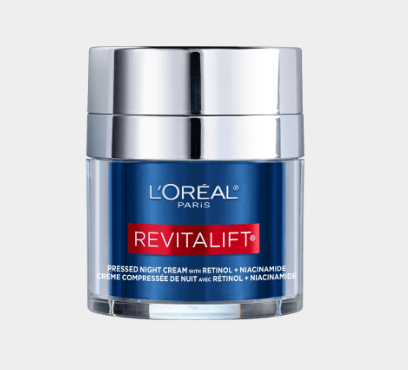 L'ORÉAL®
PARIS
REVITALIFT®
PRESSED NIGHT CREAM WITH RETINOL + NIACINAMIDE
CRÈME COMPRESSÉE DE NUIT AVEC RÉTINOL + NIACINAMIDE